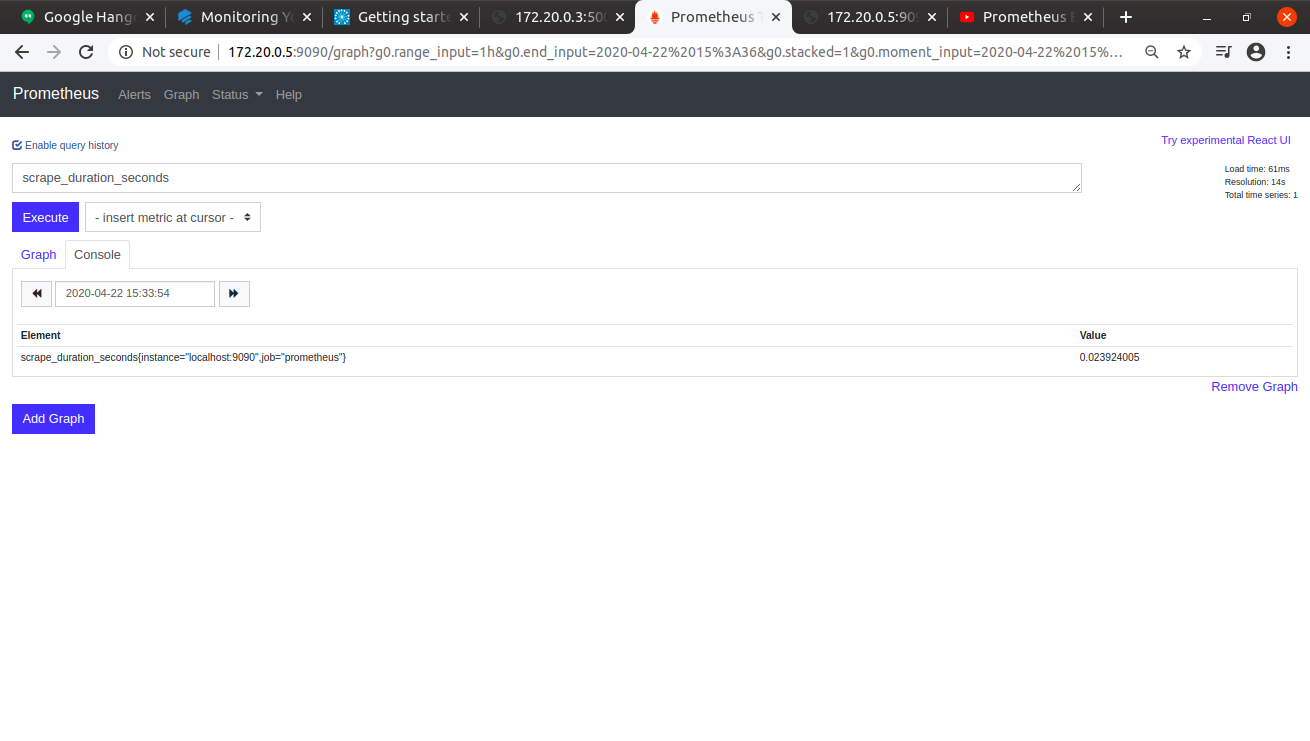 Google Hang
Monitoring Yo
Getting starte
172.20.0.3:500
Prometheus T
172.20.0.5:909
Prometheus E
Not secure
172.20.0.5:9090/graph?g0.range_input=1h&g0.end_input=2020-04-22%2015%3A36&g0.stacked=1&g0.moment_input=2020-04-22%2015%...
Prometheus Alerts Graph Status Help
Enable query history
Try experimental React UI
scrape_duration_seconds
Load time: 61ms
Resolution: 14s
Total time series: 1
Execute
- insert metric at cursor -
Graph
Console
2020-04-22 15:33:54
Element Value
scrape_duration_seconds{instance="localhost:9090",job="prometheus"} 0.023924005
Remove Graph
Add Graph